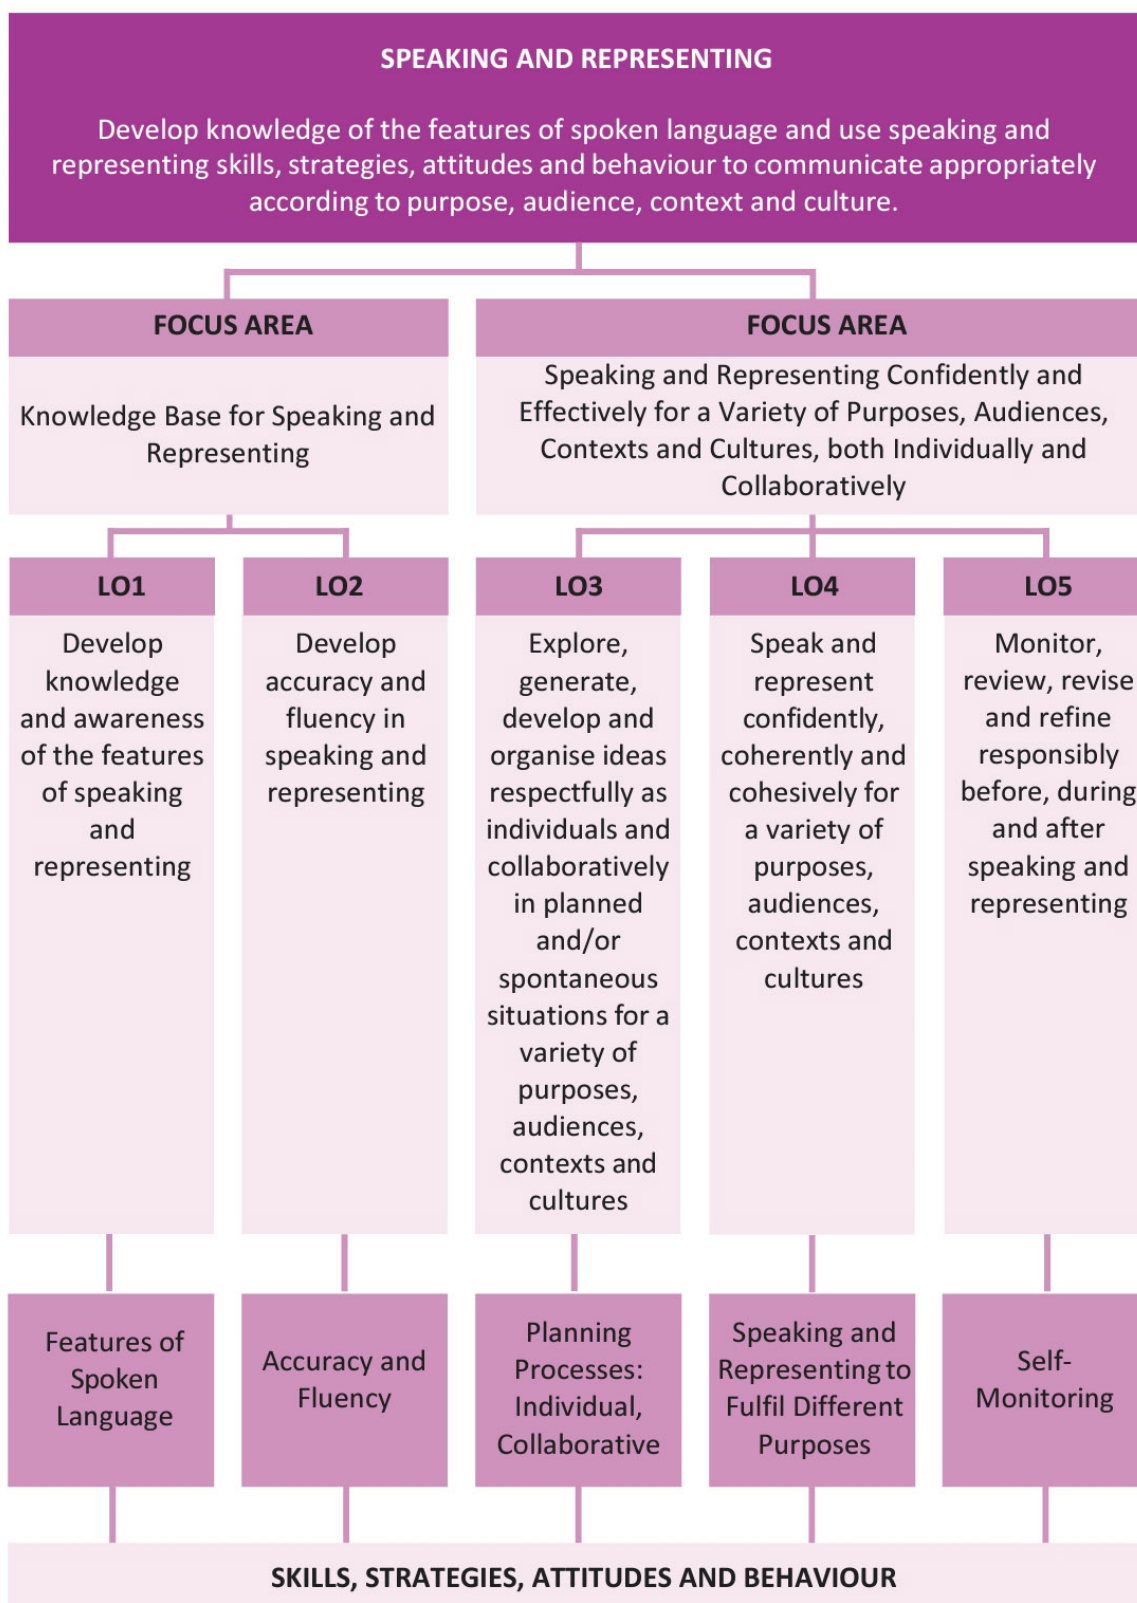 SPEAKING AND REPRESENTING
Develop knowledge of the features of spoken language and use speaking and
representing skills, strategies, attitudes and behaviour to communicate appropriately
according to purpose, audience, context and culture.
FOCUS AREA
Knowledge Base for Speaking and
Representing
FOCUS AREA
Speaking and Representing Confidently and
Effectively for a Variety of Purposes, Audiences,
Contexts and Cultures, both Individually and
Collaboratively
LO1
Develop
knowledge
and awareness
of the features
of speaking
and
representing
LO2
Develop
accuracy and
fluency in
speaking and
representing
LO3
Explore,
generate,
develop and
organise ideas
respectfully as
individuals and
collaboratively
in planned
and/or
spontaneous
situations for a
variety of
purposes,
audiences,
contexts and
cultures
LO4
Speak and
represent
confidently,
coherently and
cohesively for
a variety of
purposes,
audiences,
contexts and
cultures
LO5
Monitor,
review, revise
and refine
responsibly
before, during
and after
speaking and
representing
Features of
Spoken
Language
Accuracy and
Fluency
Planning
Processes:
Individual,
Collaborative
Speaking and
Representing to
Fulfil Different
Purposes
Self-
Monitoring
SKILLS, STRATEGIES, ATTITUDES AND BEHAVIOUR